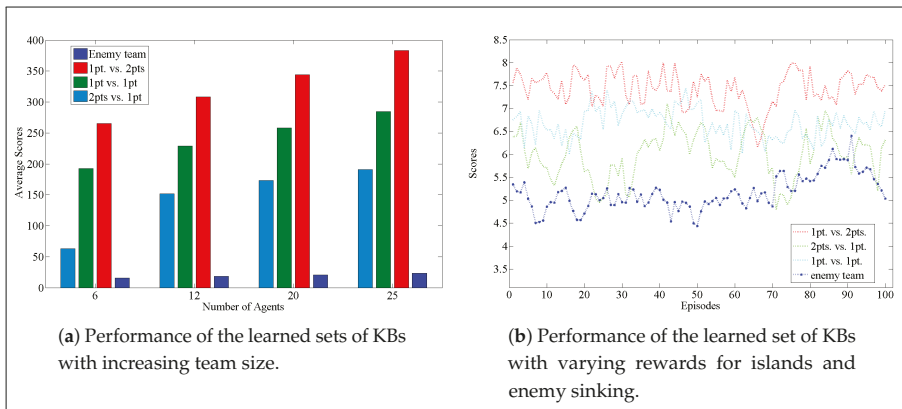 400
350
300
250
200
150
100
50
0
Average Scores
Enemy team
1pt. vs. 2pts
1pt vs. 1pt
2pts vs. 1pt
6
12
20
25
Number of Agents
(a) Performance of the learned sets of KBs
with increasing team size.
8.5
8
7.5
7
6.5
6
5.5
5
4.5
4
3.5
Scores
1pt. vs. 2pts.
2pts. vs. 1pt.
1pt. vs. 1pt.
enemy team
0
10
20
30
40
50
60
70
80
90
100
Episodes
(b) Performance of the learned set of KBs
with varying rewards for islands and
enemy sinking.